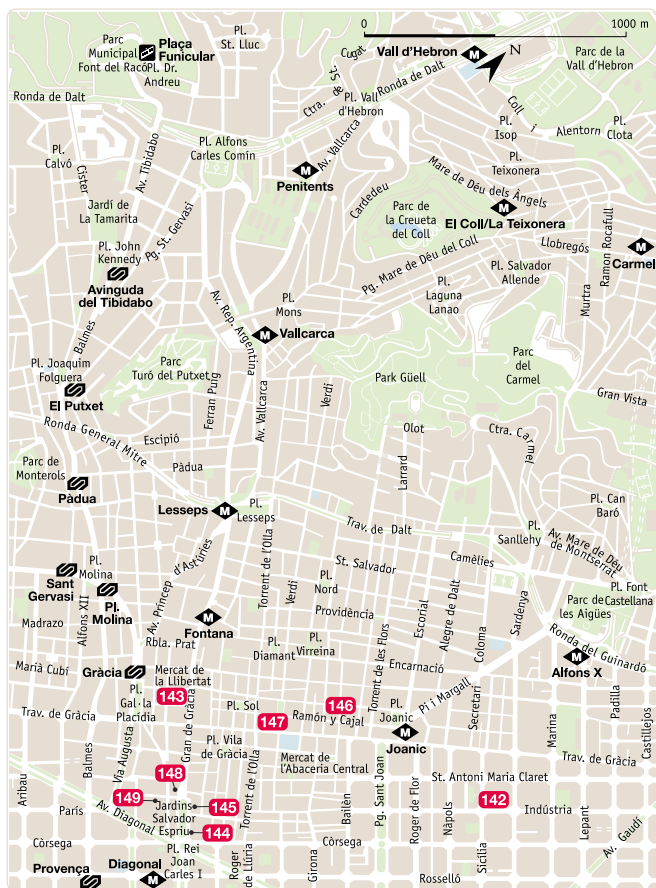 0
1000 m
Parc
Municipal
Font del Racó
Plaça
Funicular
Pl. Dr.
Andreu
Pl.
St. Lluc
Ctra. de St. Cugat
Vall d'Hebron
N
Parc de la
Vall d'Hebron
Ronda de Dalt
Ronda de Dalt
Pl. Vall
d'Hebron
Coll i Alentorn
Pl.
Isop
Pl.
Clota
Pl.
Calvó
Cister
Av. Tibidabo
Pl. Alfons
Carles Comín
Av. Vallcarca
Penitents
Pl.
Teixonera
Mare de Déu dels Àngels
Cardedeu
Parc
de la Creueta
del Coll
El Coll/La Teixonera
Jardí de
La Tamarita
Pg. St. Gervasi
Llobregós
Ramon Rocafull
Carmel
Pl. John
Kennedy
Avinguda
del Tibidabo
Pg. Mare de Déu del Coll
Pl. Salvador
Allende
Pl.
Laguna
Lanao
Murtra
Balmes
Av. Rep. Argentina
Pl.
Mons
Vallcarca
Pl. Joaquim
Folguera
El Putxet
Parc
Turó del Putxet
Ferran Puig
Av. Vallcarca
Verdi
Park Güell
Parc
del
Carmel
Gran Vista
Ronda General Mitre
Escipió
Pàdua
Olot
Larrard
Ctra. Carmel
Parc de
Monterols
Pàdua
Lesseps
Pl.
Lesseps
Trav. de Dalt
Pl. Can
Baró
Pl.
Sanllehy
Av. Mare de Déu
de Montserrat
Sant
Gervasi
Pl.
Molina
Pl.
Molina
Alfons XII
Madrazo
Av. Príncep d'Astúries
Torrent de l'Olla
Verdi
St. Salvador
Pl.
Nord
Camèlies
Providència
Pl. Font
Castellana
Parc de
les Aigües
Fontana
Rbla. Prat
Pl.
Diamant
Pl.
Virreina
Torrent de les Flors
Escorial
Alegre de Dalt
Coloma
Sardenya
Ronda del Guinardó
Alfons X
Marià Cubí
Gràcia
Mercat de
la Llibertat
143
Encarnació
Pl.
Gal·la
Placídia
Gran de Gràcia
Trav. de Gràcia
Pl. Sol
147
146
Ramón y Cajal
Pl.
Joanic
Joanic
Pi i Margall
Secretari
Marina
Padilla
Castillejos
Pl. Vila
de Gràcia
Mercat de
l'Abaceria Central
Trav. de Gràcia
Balmes
Via Augusta
148
149
Jardins
Salvador
Espriu
145
144
Torrent de l'Olla
St. Antoni Maria Claret
142
Indústria
Aribau
París
Av. Diagonal
Còrsega
Bailèn
Pg. Sant Joan
Roger de Flor
Nàpols
Sicília
Lepant
Av. Gaudí
Còrsega
Provença
Diagonal
Pl. Rei
Joan
Carles I
Roger
de Llúria
Girona
Rosselló